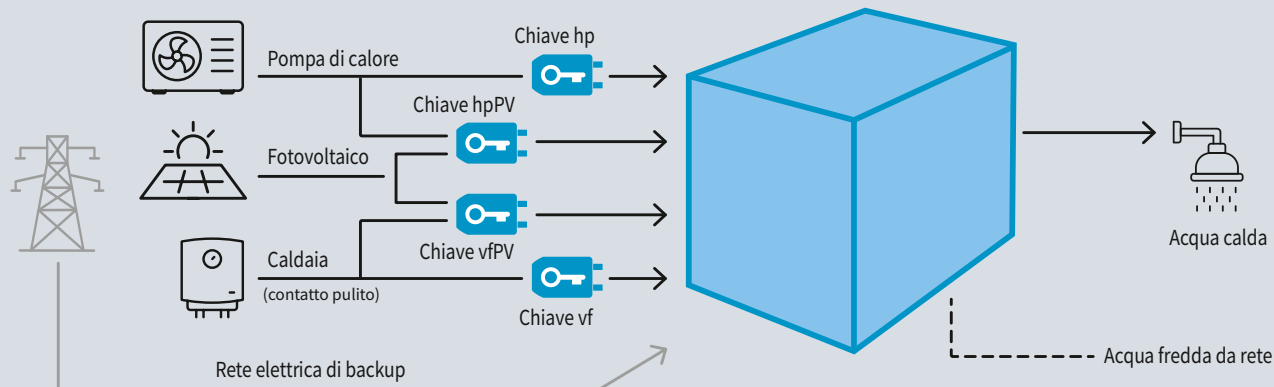 Chiave hp
Pompa di calore
Chiave hpPV
Fotovoltaico
Chiave vfPV
Caldaia
(contatto pulito)
Chiave vf
Acqua calda
Acqua fredda da rete
Rete elettrica di backup